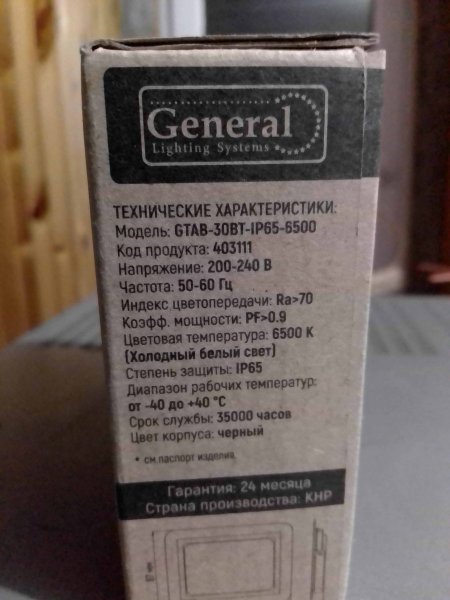 General
Lighting Systems
ТЕХНИЧЕСКИЕ ХАРАКТЕРИСТИКИ:
Модель: GTAB-30BT-IP65-6500
Код продукта: 403111
Напряжение: 200-240 В
Частота: 50-60 Гц
Индекс цветопередачи: Ra>70
Коэфф. мощности: PF>0.9
Цветовая температура: 6500 К
(Холодный белый свет)
Степень защиты: IP65
Диапазон рабочих температур:
от -40 до +40 °С
Срок службы: 35000 часов
Цвет корпуса: черный
* см паспорт изделия.
Гарантия: 24 месяца
Страна производства: КНР